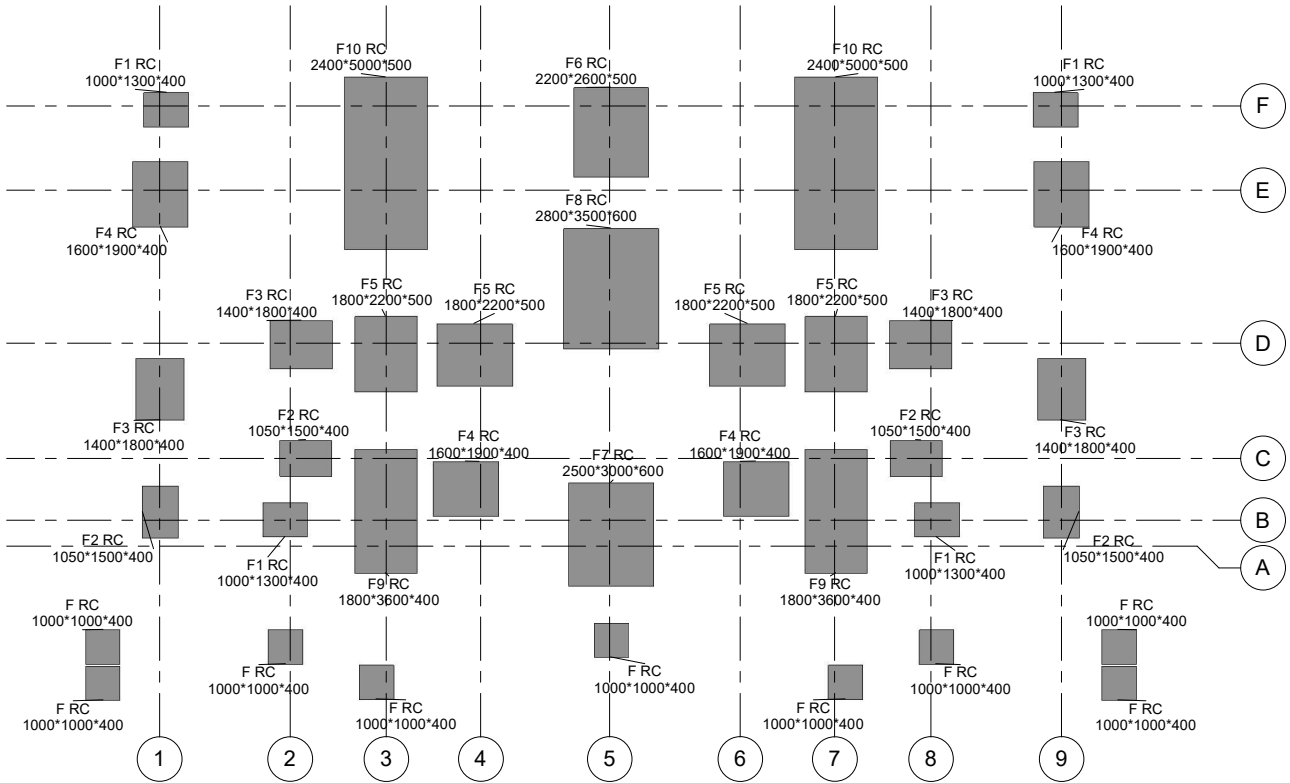 F10 RC
2400*5000*500
F10 RC
2400*5000*500
F1 RC
1000*1300*400
F6 RC
2200*2600*500
F1 RC
1000*1300*400
F
E
F8 RC
2800*3500*600
F4 RC
1600*1900*400
F4 RC
1600*1900*400
F5 RC
1800*2200*500
F5 RC
1800*2200*500
F5 RC
1800*2200*500
F5 RC
1800*2200*500
F3 RC
1400*1800*400
F3 RC
1400*1800*400
D
F2 RC
1050*1500*400
F2 RC
1050*1500*400
F3 RC
1400*1800*400
F4 RC
1600*1900*400
F4 RC
1600*1900*400
F3 RC
1400*1800*400
F7 RC
2500*3000*600
C
B
F2 RC
1050*1500*400
F2 RC
1050*1500*400
F1 RC
1000*1300*400
F1 RC
1000*1300*400
A
F9 RC
1800*3600*400
F9 RC
1800*3600*400
F RC
1000*1000*400
F RC
1000*1000*400
F RC
1000*1000*400
F RC
1000*1000*400
F RC
1000*1000*400
F RC
1000*1000*400
F RC
1000*1000*400
F RC
1000*1000*400
F RC
1000*1000*400
1
2
3
4
5
6
7
8
9